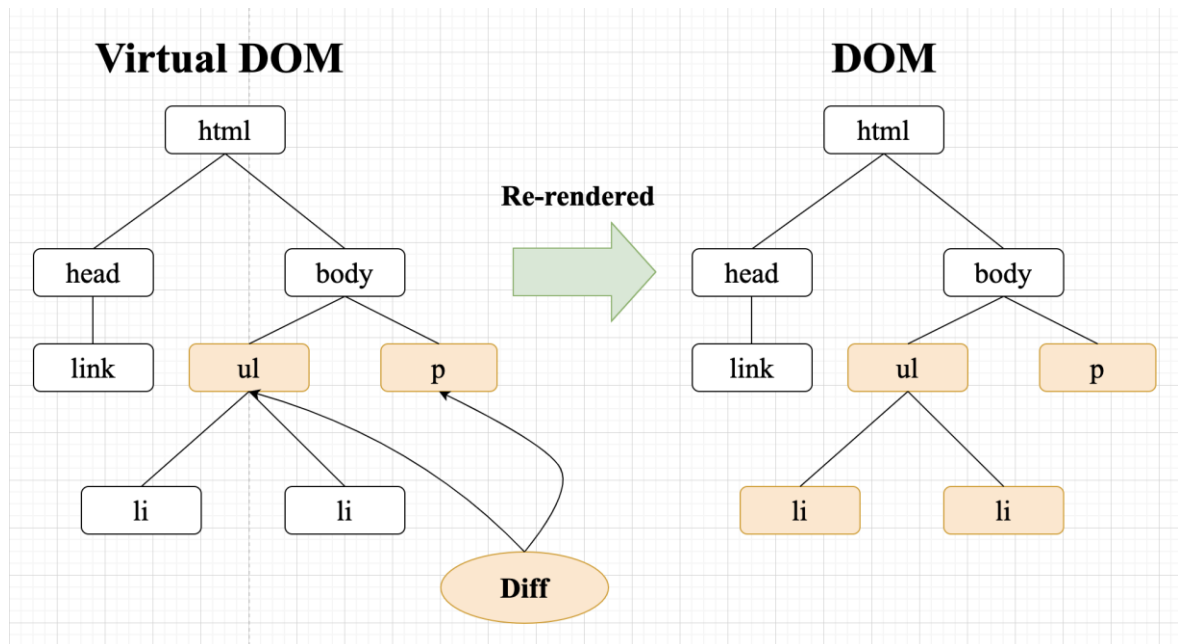 Virtual DOM
DOM
html
html
Re-rendered
head
body
head
body
link
ul
p
link
ul
p
li
li
li
li
Diff